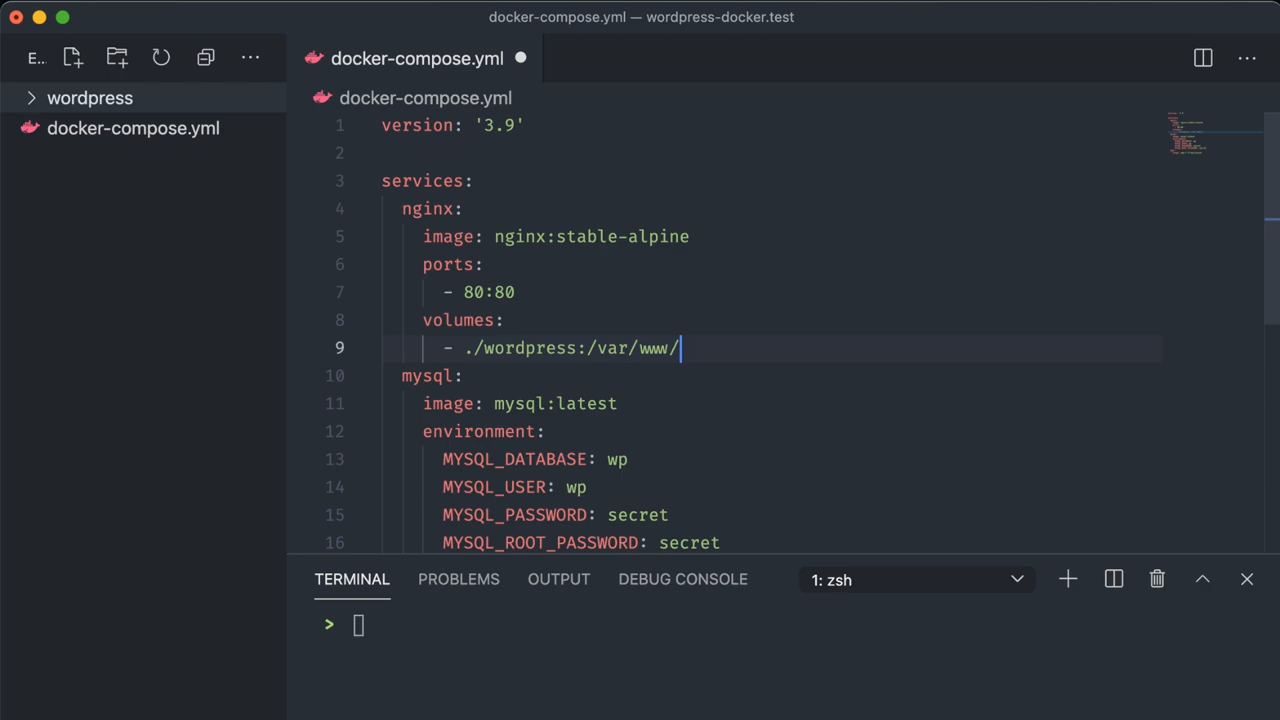 docker-compose.yml — wordpress-docker.test
E...
docker-compose.yml
wordpress
docker-compose.yml
docker-compose.yml
1 version: '3.9'
2
3 services:
4 nginx:
5 image: nginx:stable-alpine
6 ports:
7 - 80:80
8 volumes:
9 - ./wordpress:/var/www/
10 mysql:
11 image: mysql:latest
12 environment:
13 MYSQL_DATABASE: wp
14 MYSQL_USER: wp
15 MYSQL_PASSWORD: secret
16 MYSQL_ROOT_PASSWORD: secret
TERMINAL PROBLEMS OUTPUT DEBUG CONSOLE 1: zsh
>